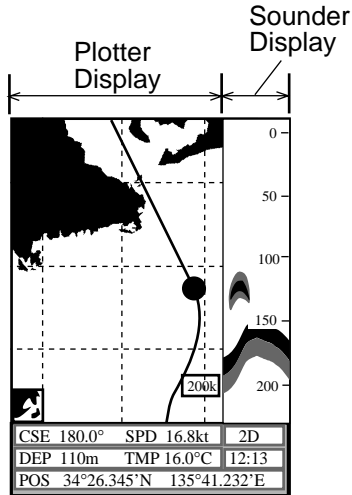 Sounder
Display
Plotter
Display
0
50
100
150
200
200k
CSE 180.0° SPD 16.8kt 2D
DEP 110m TMP 16.0°C 12:13
POS 34°26.345'N 135°41.232'E